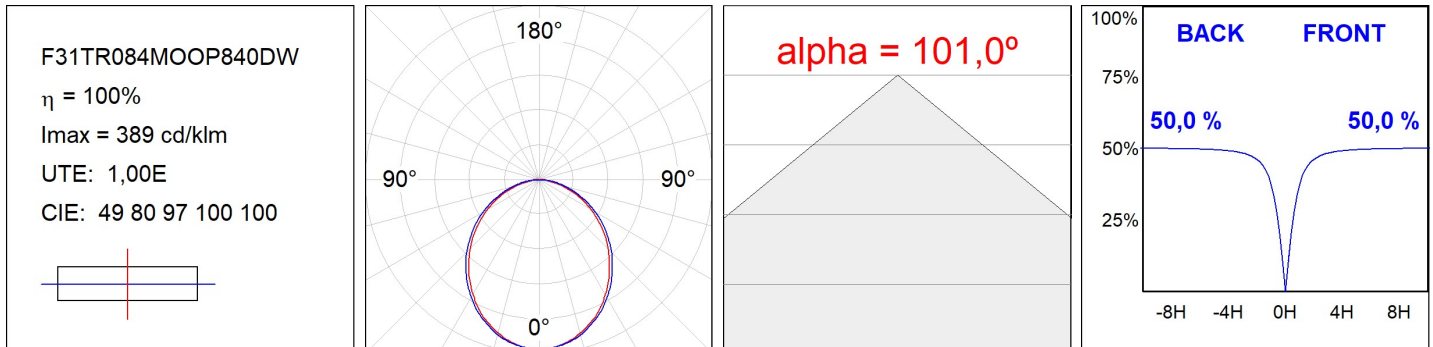 F31TR084MOOP840DW
η = 100%
Imax = 389 cd/klm
UTE: 1,00E
CIE: 49 80 97 100 100
180°
90°
90°
0°
alpha = 101,0º
100%
BACK FRONT
75%
50,0 % 50,0 %
50%
25%
-8H -4H 0H 4H 8H